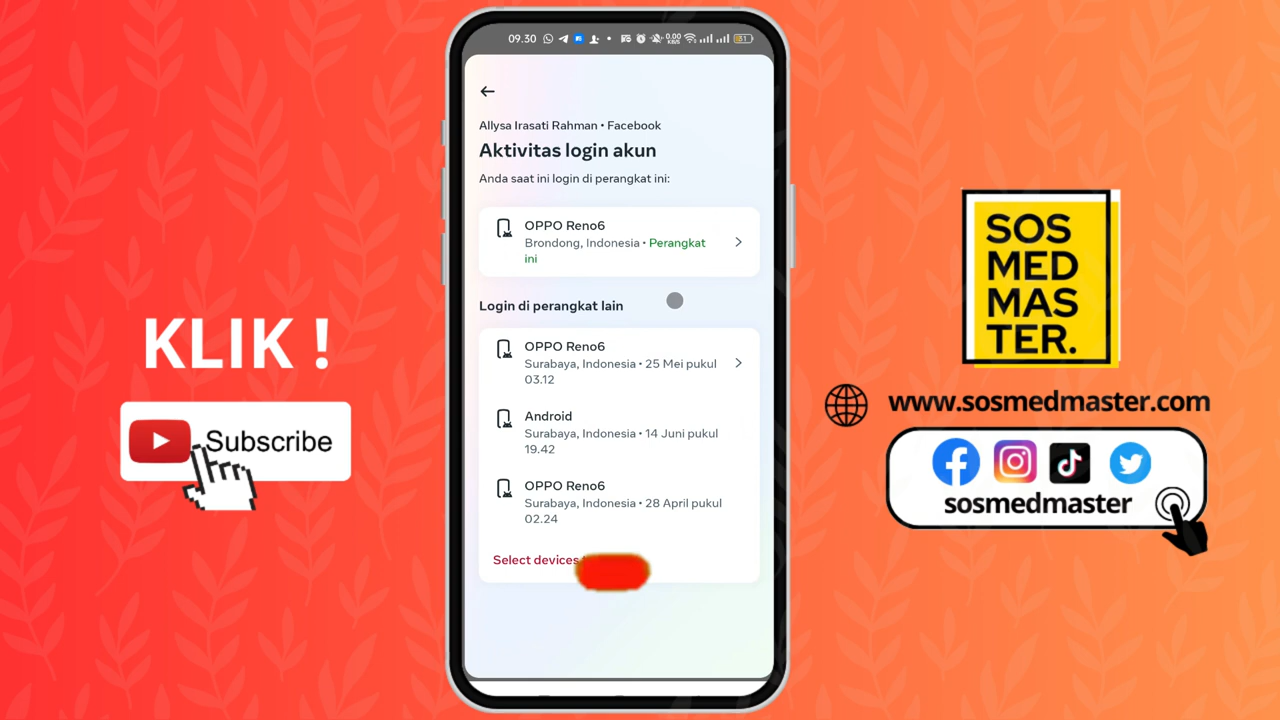 KLIK !
Subscribe
09.30
0.00
KB/S
Allysa Irasati Rahman • Facebook
Aktivitas login akun
Anda saat ini login di perangkat ini:
OPPO Reno6
Brondong, Indonesia • Perangkat
ini
Login di perangkat lain
OPPO Reno6
Surabaya, Indonesia • 25 Mei pukul
03.12
Android
Surabaya, Indonesia • 14 Juni pukul
19.42
OPPO Reno6
Surabaya, Indonesia • 28 April pukul
02.24
Select devices
SOS
MED
MAS
TER.
www.sosmedmaster.com
sosmedmaster